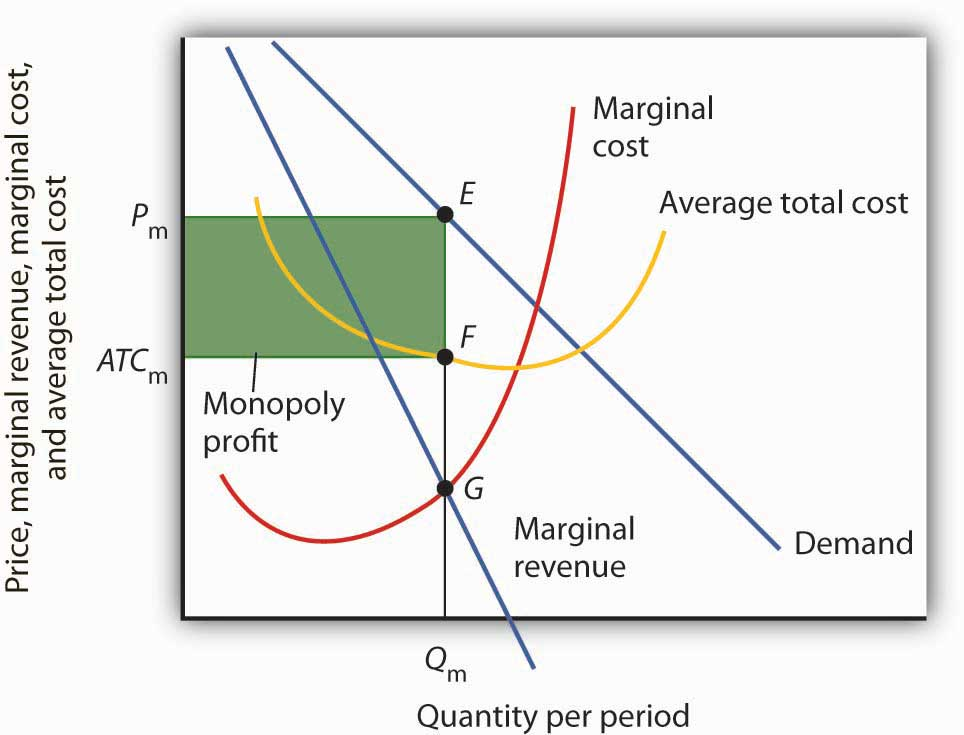 Price, marginal revenue, marginal cost,
and average total cost
Marginal
cost
E
Average total cost
Pm
F
ATCm
Monopoly
profit
G
Marginal
revenue
Demand
Qm
Quantity per period